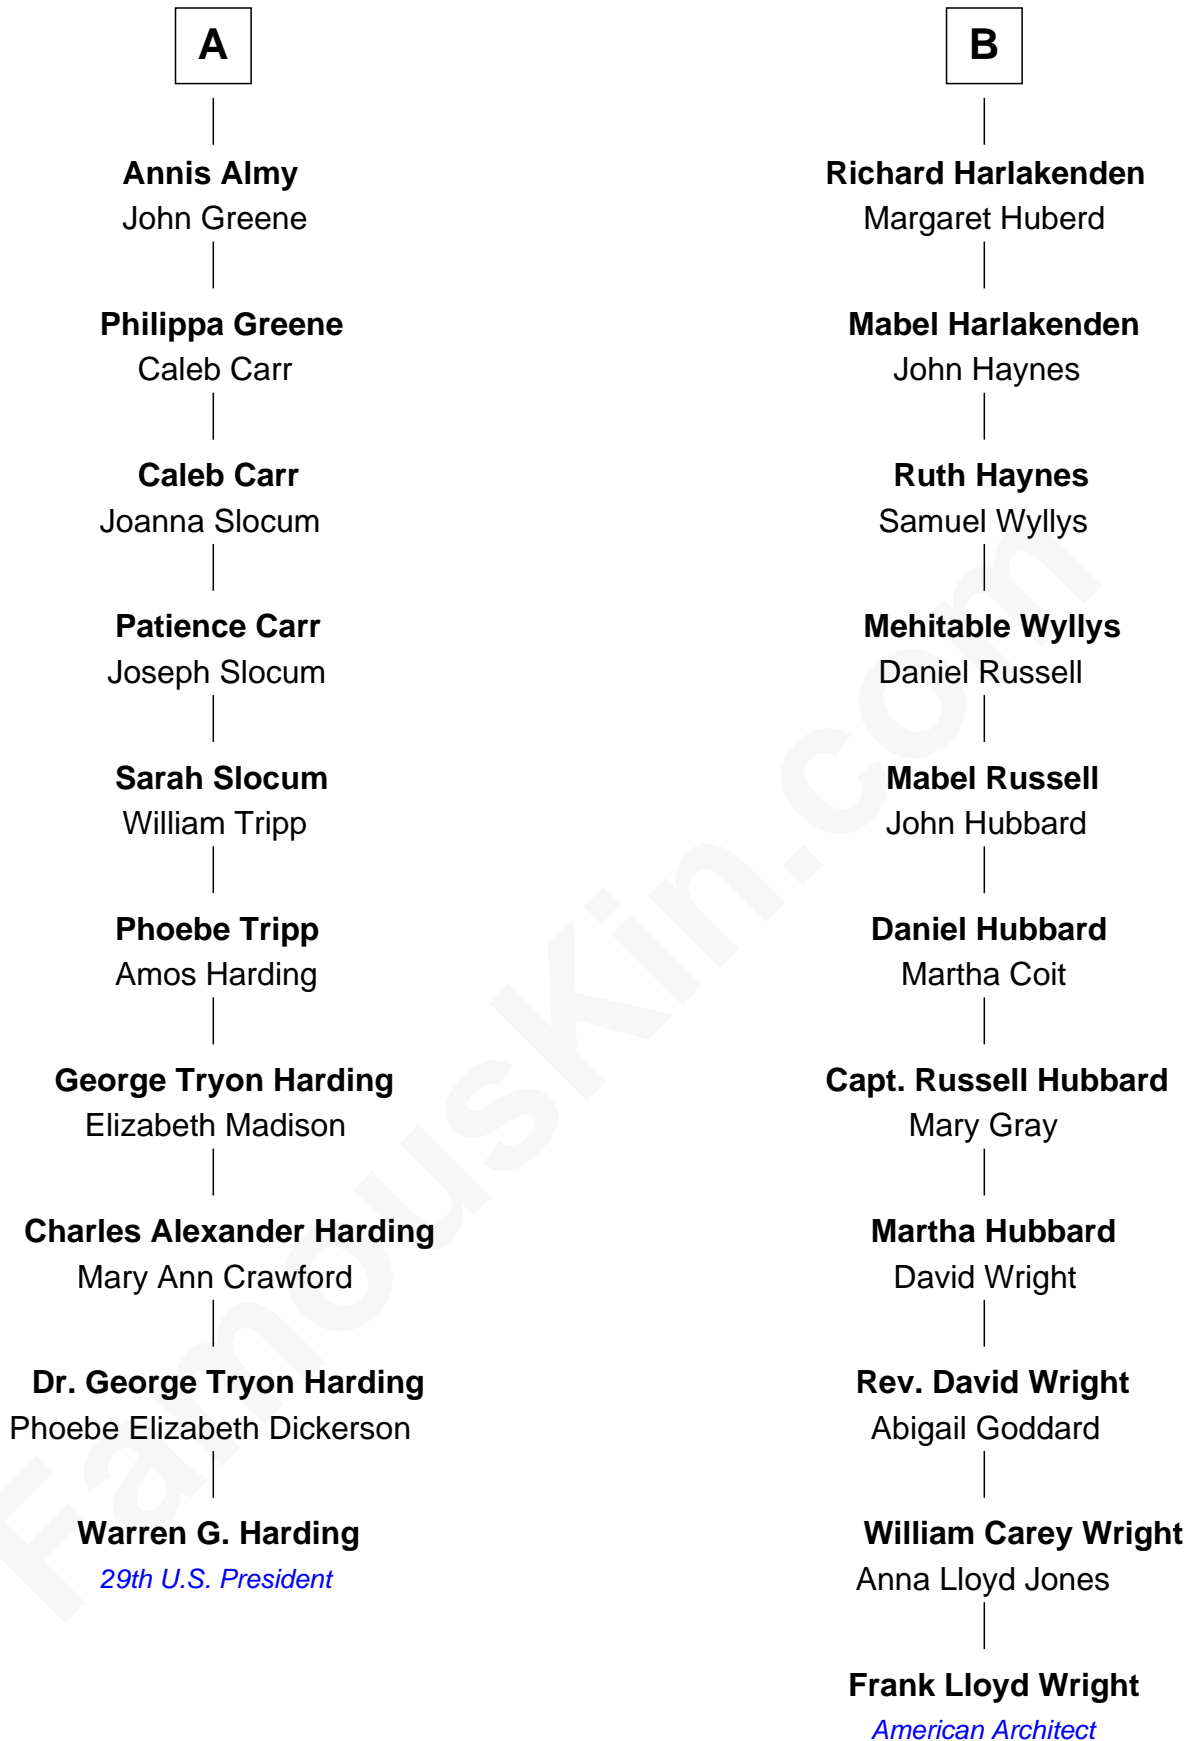 A
Annis Almy
John Greene
Philippa Greene
Caleb Carr
Caleb Carr
Joanna Slocum
Patience Carr
Joseph Slocum
Sarah Slocum
William Tripp
Phoebe Tripp
Amos Harding
George Tryon Harding
Elizabeth Madison
Charles Alexander Harding
Mary Ann Crawford
Dr. George Tryon Harding
Phoebe Elizabeth Dickerson
Warren G. Harding
29th U.S. President
B
Richard Harlakenden
Margaret Huberd
Mabel Harlakenden
John Haynes
Ruth Haynes
Samuel Wyllys
Mehitable Wyllys
Daniel Russell
Mabel Russell
John Hubbard
Daniel Hubbard
Martha Coit
Capt. Russell Hubbard
Mary Gray
Martha Hubbard
David Wright
Rev. David Wright
Abigail Goddard
William Carey Wright
Anna Lloyd Jones
Frank Lloyd Wright
American Architect
FamousKin.com